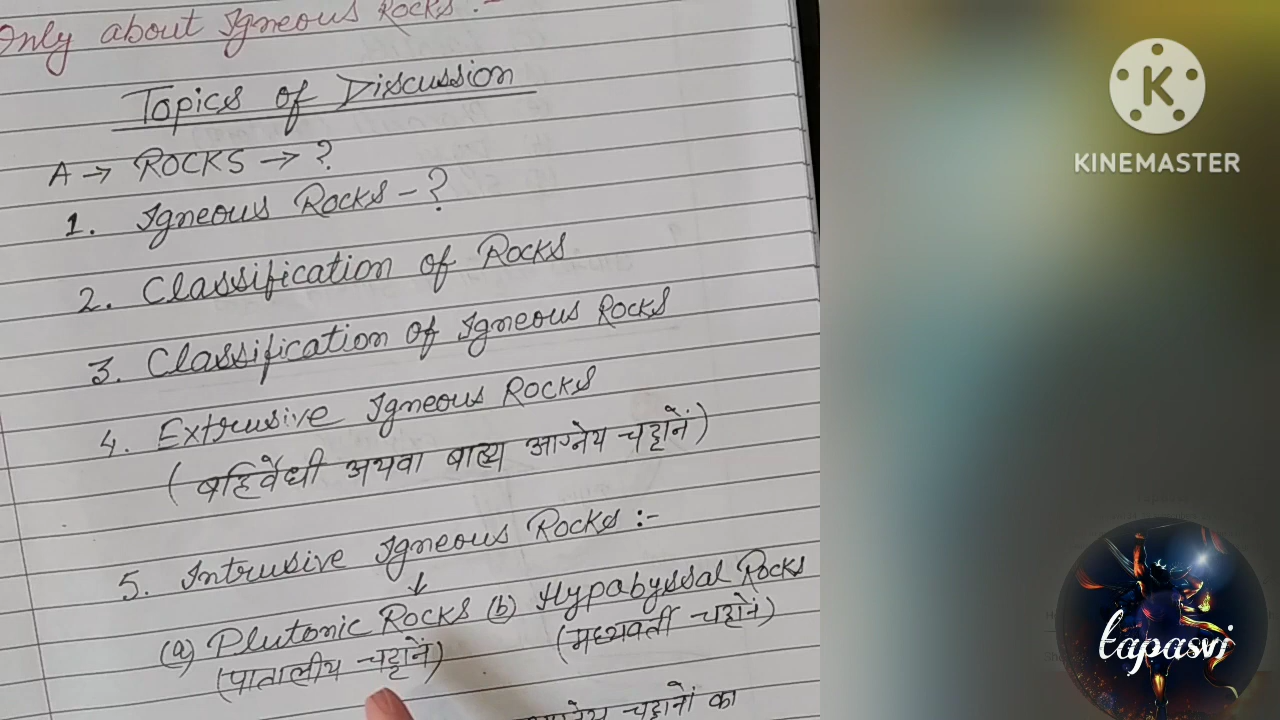 Only about Igneous Rocks :-
Topics of Discussion
A → ROCKS → ?
1. Igneous Rocks - ?
2. Classification of Rocks
3. Classification of Igneous Rocks
4. Extrusive Igneous Rocks
(बहिर्वेधी अथवा बाह्य आग्नेय चट्टानें)
5. Intrusive Igneous Rocks :-
↓
(a) Plutonic Rocks (b) Hypabyssal Rocks
(पातालीय चट्टानें) (मध्यवर्ती चट्टानें)
चट्टानों का
K
KINEMASTER
tapasvi